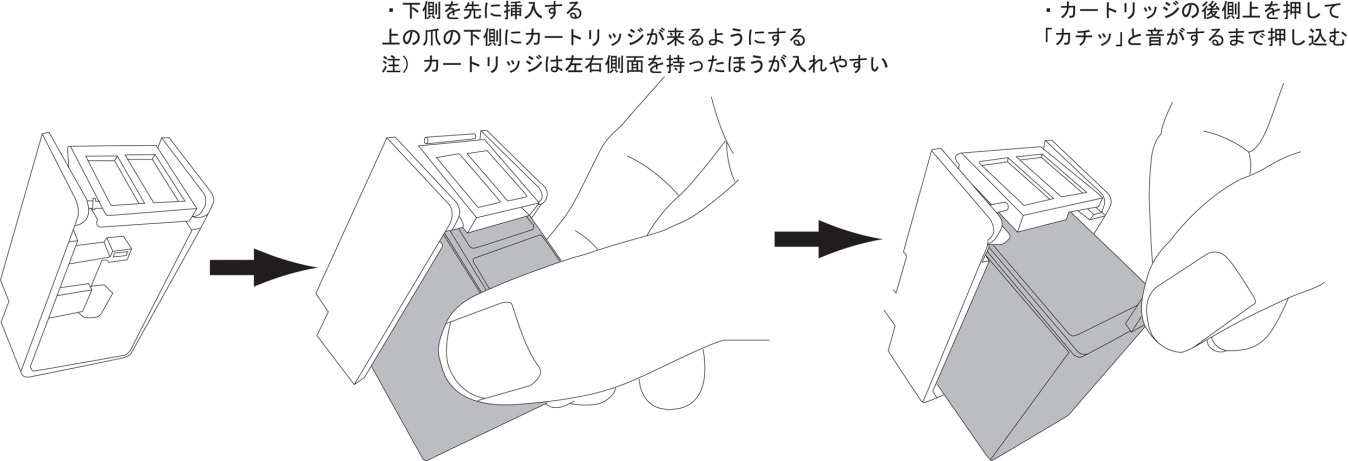 ・下側を先に挿入する
上の爪の下側にカートリッジが来るようにする
注）カートリッジは左右側面を持ったほうが入れやすい
・カートリッジの後側上を押して
「カチッ」と音がするまで押し込む